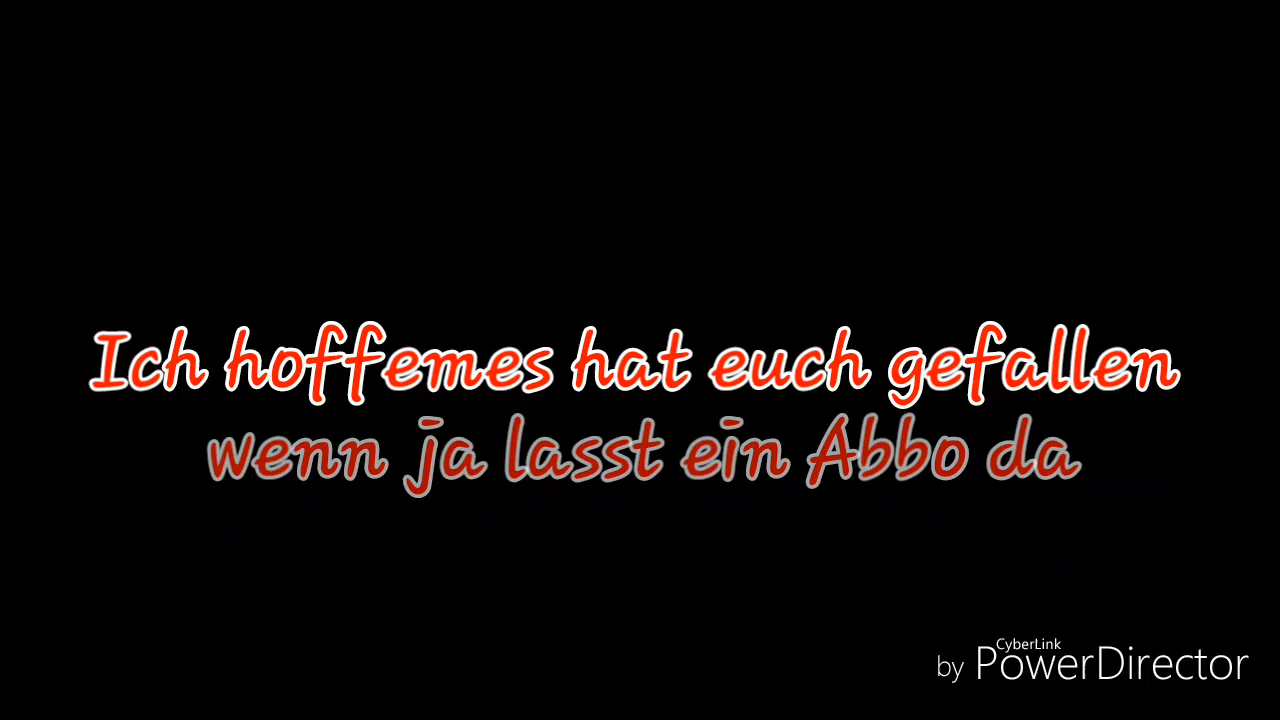 Ich hoffemes hat euch gefallen
wenn ja lasst ein Abbo da
CyberLink
by PowerDirector